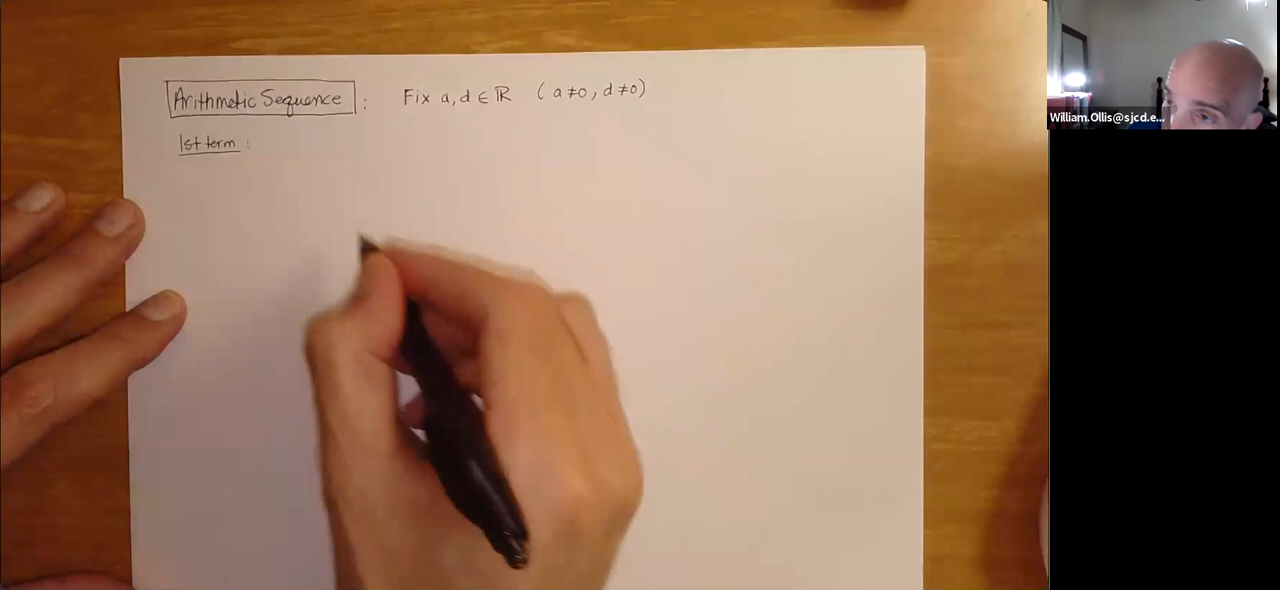 Arithmetic Sequence : Fix a, d ∈ ℝ (a ≠ 0, d ≠ 0)
1st term :
William.Ollis@sjcd.e...